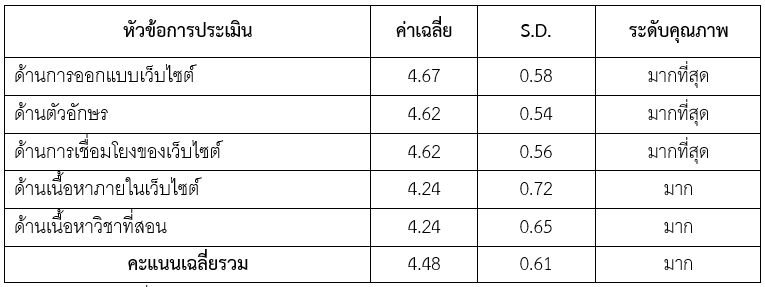 หัวข้อการประเมิน ค่าเฉลี่ย S.D. ระดับคุณภาพ
ด้านการออกแบบเว็บไซต์ 4.67 0.58 มากที่สุด
ด้านตัวอักษร 4.62 0.54 มากที่สุด
ด้านการเชื่อมโยงของเว็บไซต์ 4.62 0.56 มากที่สุด
ด้านเนื้อหาภายในเว็บไซต์ 4.24 0.72 มาก
ด้านเนื้อหาวิชาที่สอน 4.24 0.65 มาก
คะแนนเฉลี่ยรวม 4.48 0.61 มาก